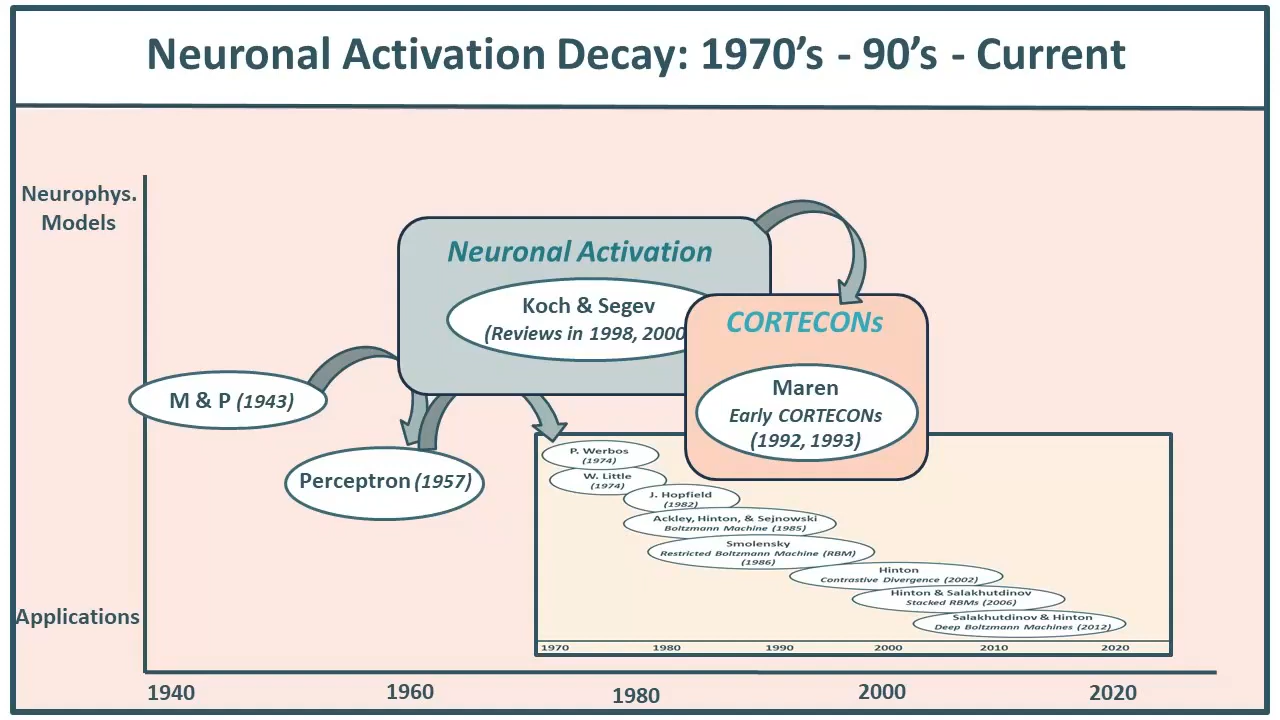 Neuronal Activation Decay: 1970’s - 90’s - Current
Neurophys.
Models
Neuronal Activation
Koch & Segev
(Reviews in 1998, 2000
CORTECONs
Maren
Early CORTECONs
(1992, 1993)
M & P (1943)
Perceptron (1957)
P. Werbos
(1974)
W. Little
(1974)
J. Hopfield
(1982)
Ackley, Hinton, & Sejnowski
Boltzmann Machine (1985)
Smolensky
Restricted Boltzmann Machine (RBM)
(1986)
Hinton
Contrastive Divergence (2002)
Hinton & Salakhutdinov
Stacked RBMs (2006)
Salakhutdinov & Hinton
Deep Boltzmann Machines (2012)
1970 1980 1990 2000 2010 2020
Applications
1940 1960 1980 2000 2020